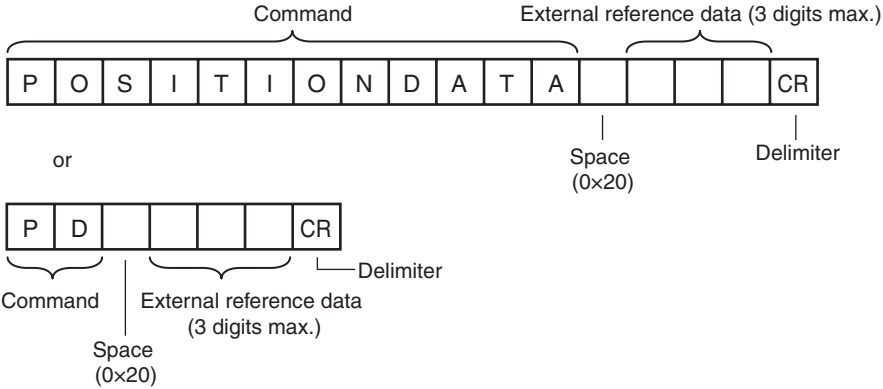 Command
External reference data (3 digits max.)
P O S I T I O N D A T A CR
Space
(0×20)
Delimiter
or
P D CR
Delimiter
Command
External reference data
(3 digits max.)
Space
(0×20)